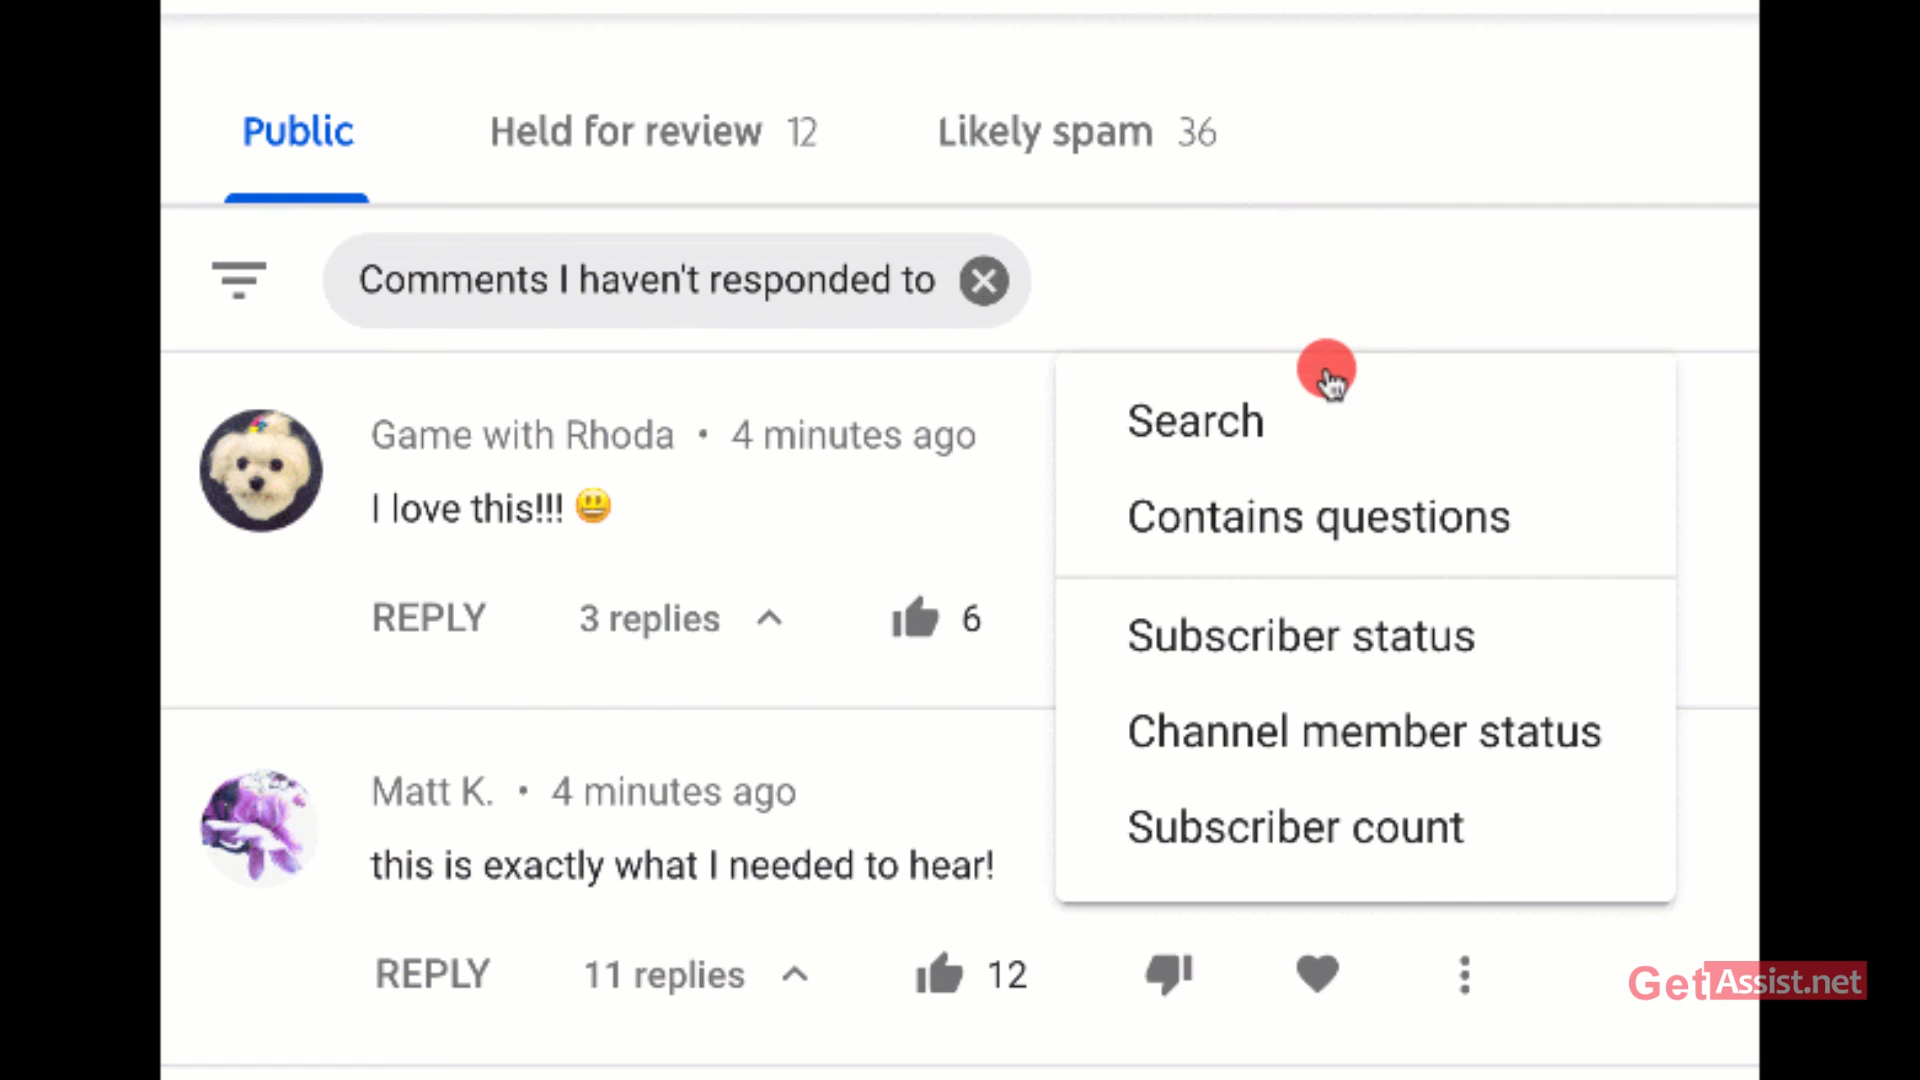 Public Held for review 12 Likely spam 36
Comments I haven't responded to
Game with Rhoda • 4 minutes ago
I love this!!! 😃
REPLY 3 replies 6
Search
Contains questions
Subscriber status
Channel member status
Subscriber count
Matt K. • 4 minutes ago
this is exactly what I needed to hear!
REPLY 11 replies 12
GetAssist.net